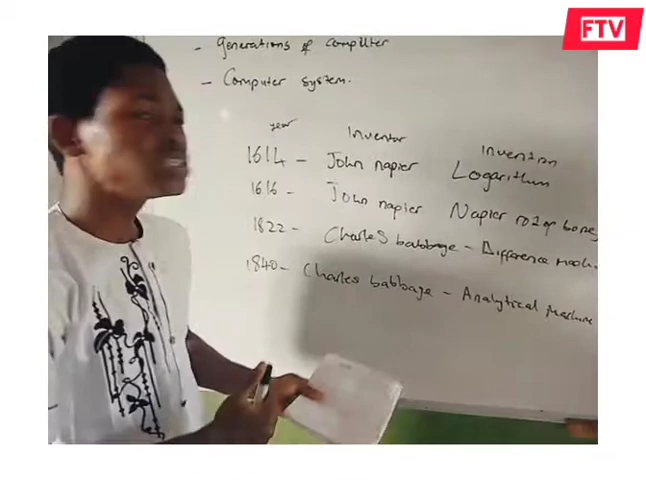 FTV
- Generations of computer
- Computer system.
year Inventor Invention
1614 - John napier Logarithm
1616 - John napier Napier rod or bones
1822 - Charles babbage - Difference mach.
1840 - Charles babbage - Analytical machine